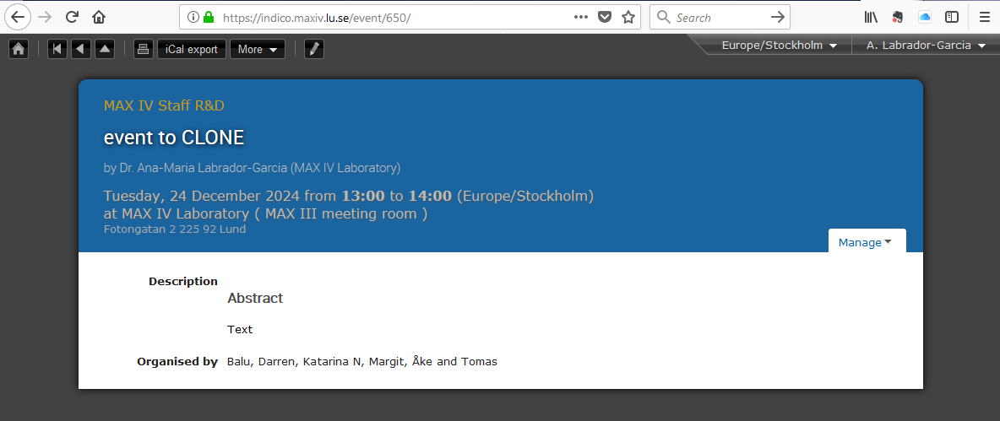 https://indico.maxiv.lu.se/event/650/
Search
iCal export
More
Europe/Stockholm
A. Labrador-Garcia
MAX IV Staff R&D
event to CLONE
by Dr. Ana-Maria Labrador-Garcia (MAX IV Laboratory)
Tuesday, 24 December 2024 from 13:00 to 14:00 (Europe/Stockholm)
at MAX IV Laboratory ( MAX III meeting room )
Fotongatan 2 225 92 Lund
Manage
Description
Abstract
Text
Organised by Balu, Darren, Katarina N, Margit, Åke and Tomas